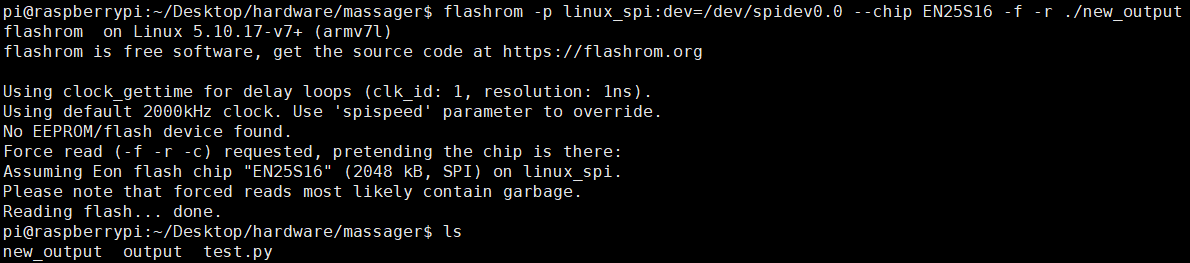 pi@raspberrypi:~/Desktop/hardware/massager$ flashrom -p linux_spi:dev=/dev/spidev0.0 --chip EN25S16 -f -r ./new_output
flashrom  on Linux 5.10.17-v7+ (armv7l)
flashrom is free software, get the source code at https://flashrom.org

Using clock_gettime for delay loops (clk_id: 1, resolution: 1ns).
Using default 2000kHz clock. Use 'spispeed' parameter to override.
No EEPROM/flash device found.
Force read (-f -r -c) requested, pretending the chip is there:
Assuming Eon flash chip "EN25S16" (2048 kB, SPI) on linux_spi.
Please note that forced reads most likely contain garbage.
Reading flash... done.
pi@raspberrypi:~/Desktop/hardware/massager$ ls
new_output  output  test.py